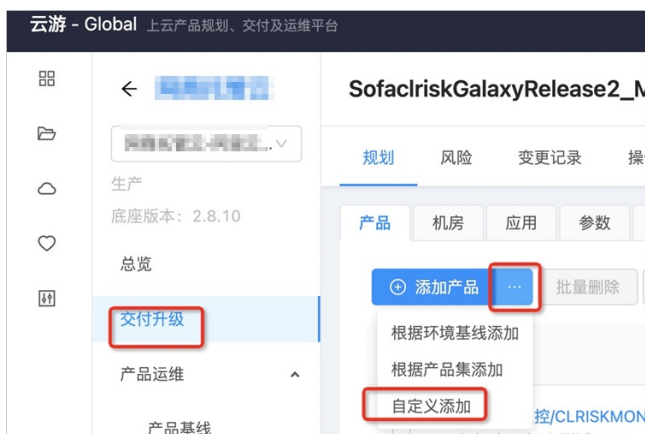 云游 - Global 上云产品规划、交付及运维平台
SofaclriskGalaxyRelease2_
规划 风险 变更记录
生产
底座版本：2.8.10
产品 机房 应用 参数
总览
添加产品 ... 批量删除
交付升级
根据环境基线添加
产品运维
根据产品集添加
自定义添加
控/CLRISKMON
产品基线